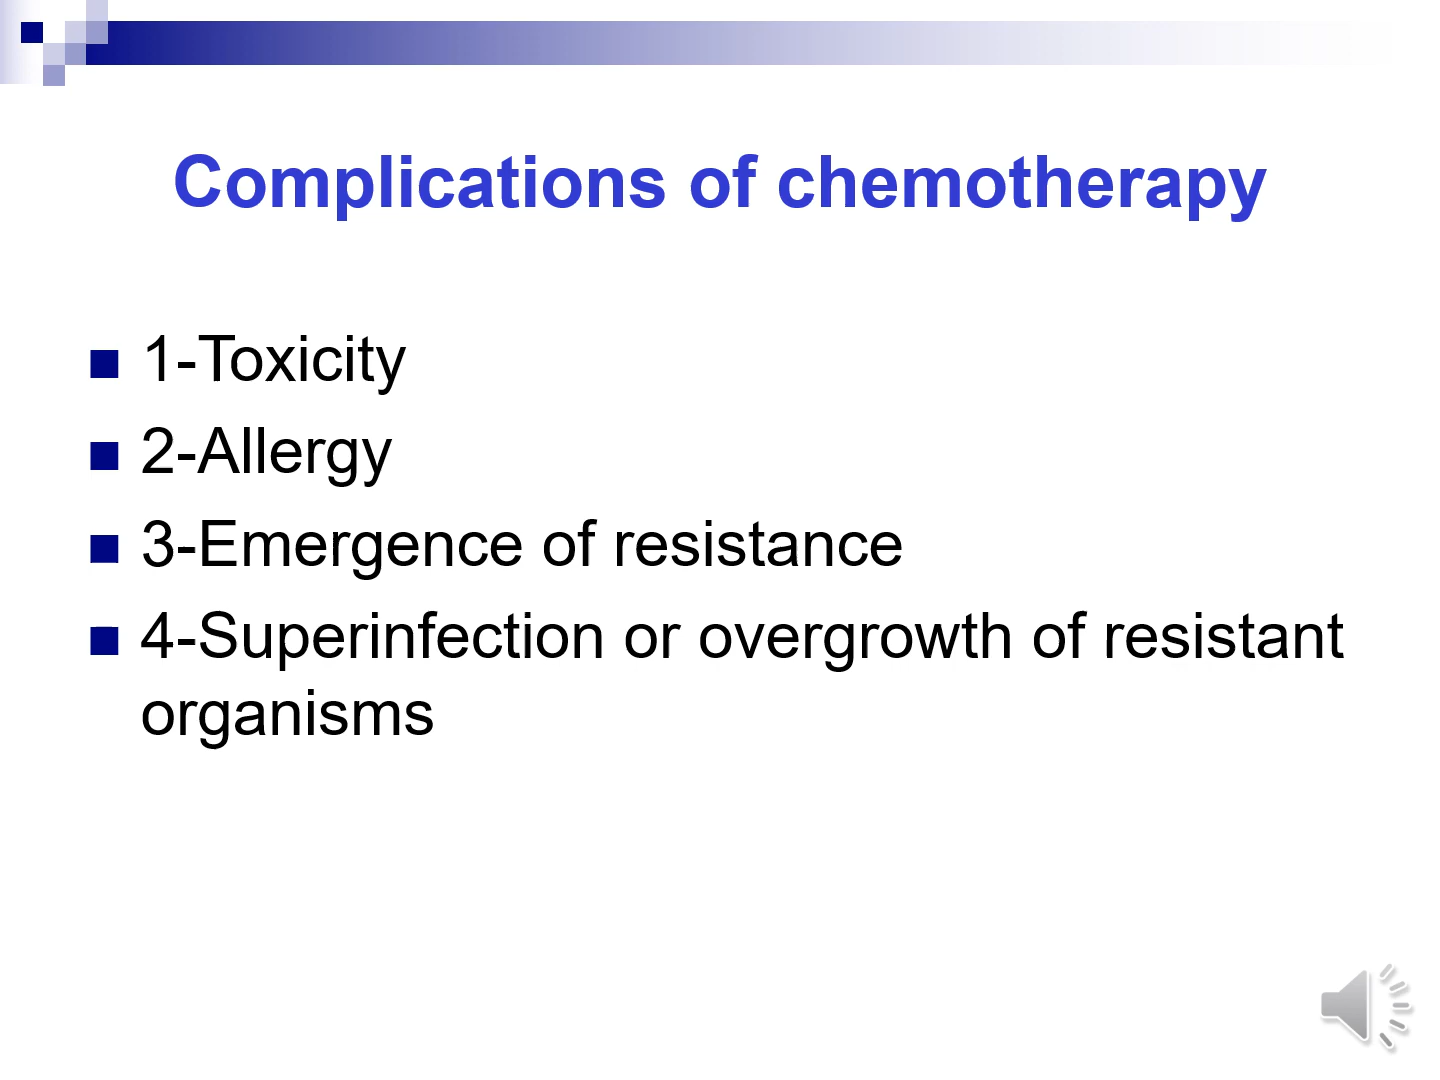 Complications of chemotherapy
1-Toxicity
2-Allergy
3-Emergence of resistance
4-Superinfection or overgrowth of resistant
organisms